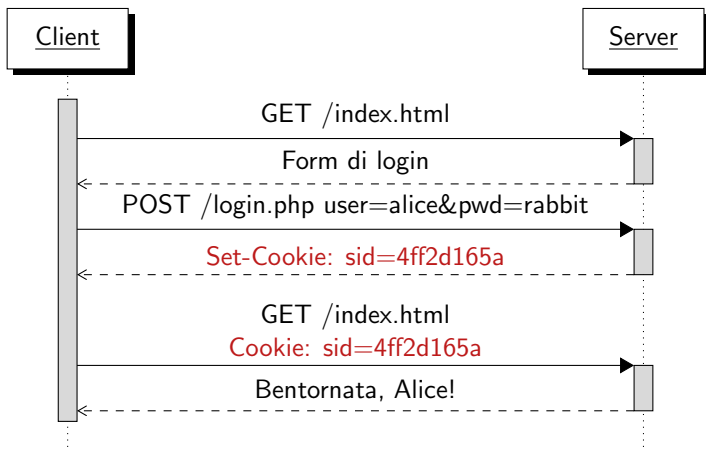 Client
Server
GET /index.html
Form di login
POST /login.php user=alice&pwd=rabbit
Set-Cookie: sid=4ff2d165a
GET /index.html
Cookie: sid=4ff2d165a
Bentornata, Alice!